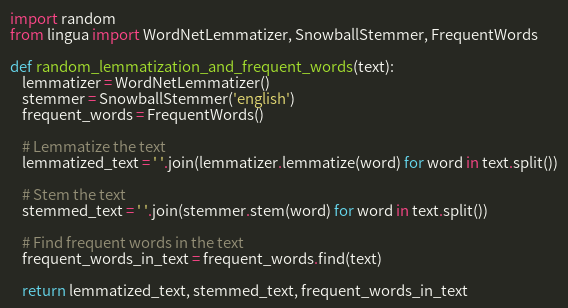 import random
from lingua import WordNetLemmatizer, SnowballStemmer, FrequentWords
def random_lemmatization_and_frequent_words(text):
lemmatizer = WordNetLemmatizer()
stemmer = SnowballStemmer('english')
frequent_words = FrequentWords()
# Lemmatize the text
lemmatized_text = ' '.join(lemmatizer.lemmatize(word) for word in text.split())
# Stem the text
stemmed_text = ' '.join(stemmer.stem(word) for word in text.split())
# Find frequent words in the text
frequent_words_in_text = frequent_words.find(text)
return lemmatized_text, stemmed_text, frequent_words_in_text